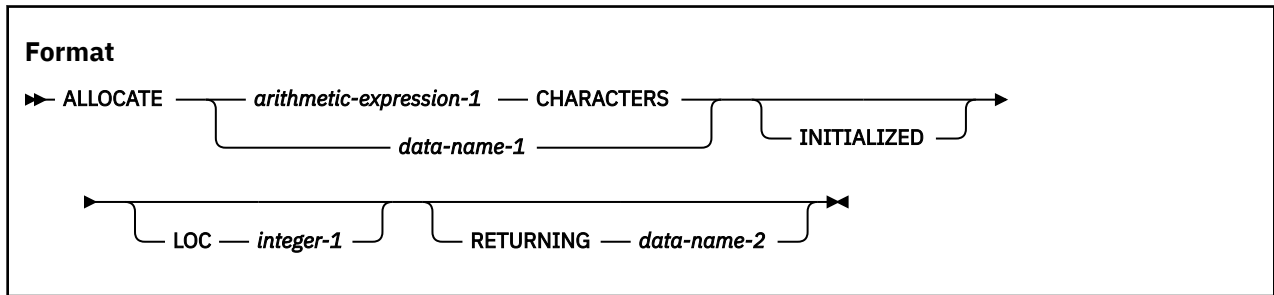 Format
ALLOCATE arithmetic-expression-1 CHARACTERS
data-name-1
INITIALIZED
LOC integer-1 RETURNING data-name-2